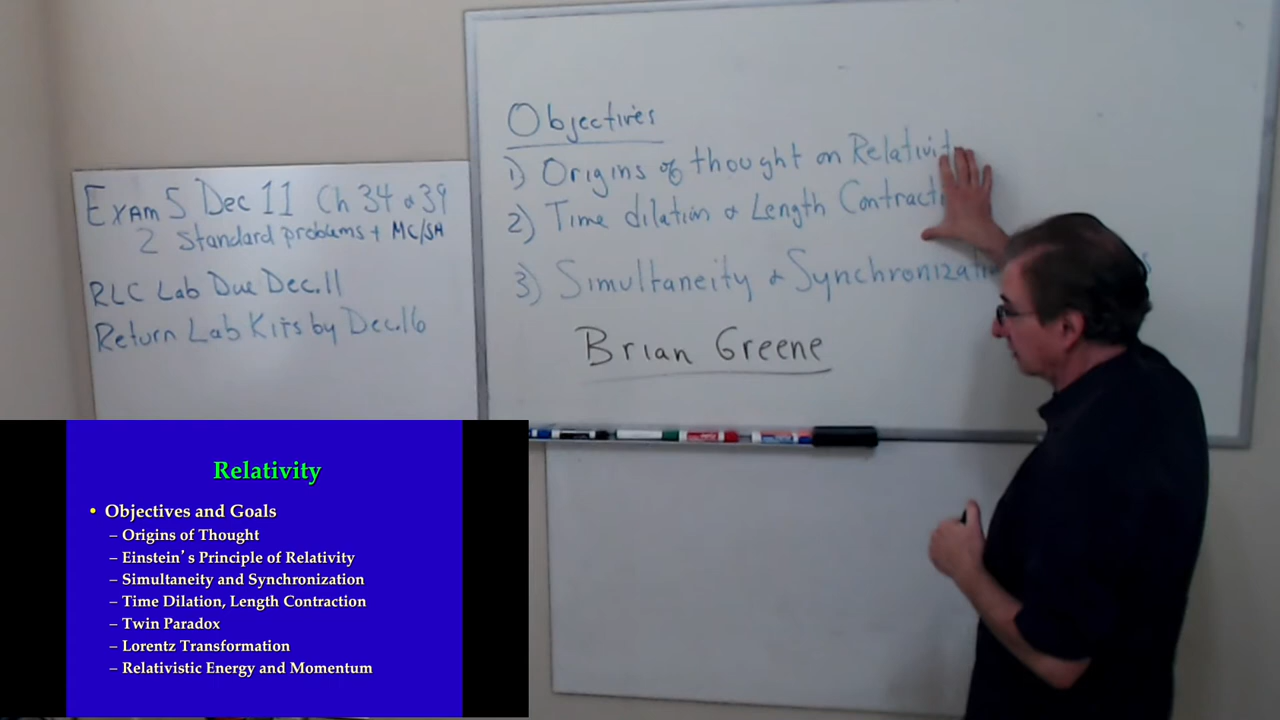 Exam 5 Dec 11 Ch 34 & 39
2 Standard problems + MC/SA
RLC Lab Due Dec. 11
Return Lab Kits by Dec. 16
Objectives
1) Origins of thought on Relativity
2) Time dilation & Length Contracti
3) Simultaneity & Synchronizati
Brian Greene
Relativity
• Objectives and Goals
– Origins of Thought
– Einstein's Principle of Relativity
– Simultaneity and Synchronization
– Time Dilation, Length Contraction
– Twin Paradox
– Lorentz Transformation
– Relativistic Energy and Momentum